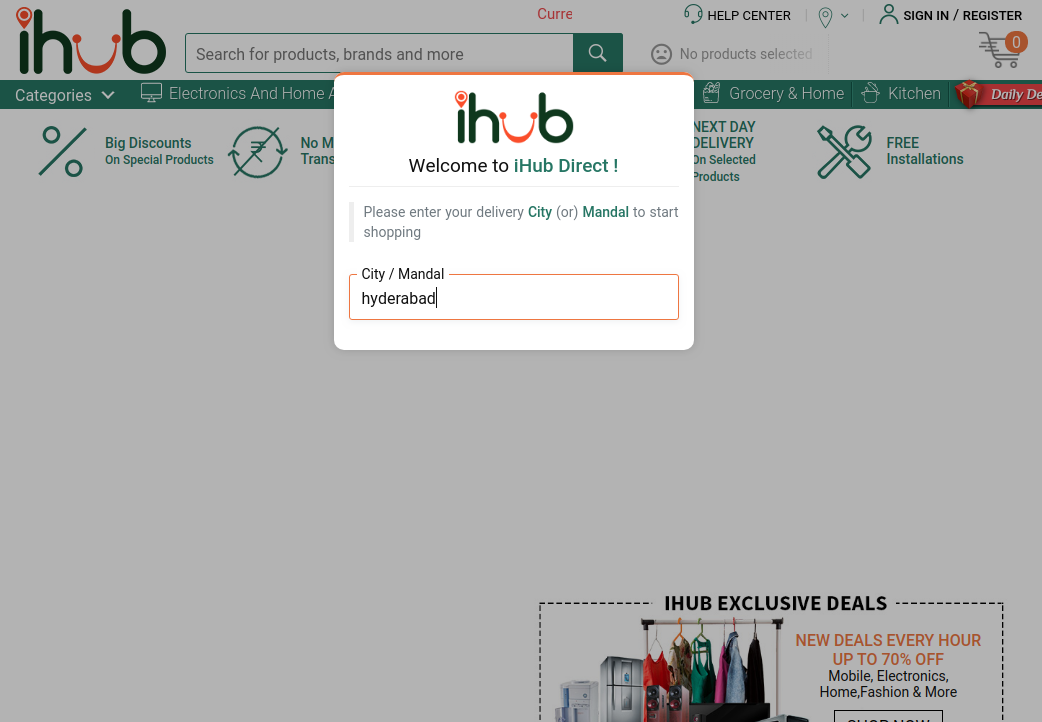 Curre
HELP CENTER
SIGN IN / REGISTER
ihub
Search for products, brands and more
No products selected
0
Categories
Electronics And Home A
Grocery & Home
Kitchen
Daily De
Big Discounts
On Special Products
No M
Trans
NEXT DAY
DELIVERY
On Selected
Products
FREE
Installations
ihub
Welcome to iHub Direct !
Please enter your delivery City (or) Mandal to start
shopping
City / Mandal
hyderabad
IHUB EXCLUSIVE DEALS
NEW DEALS EVERY HOUR
UP TO 70% OFF
Mobile, Electronics,
Home,Fashion & More
SHOP NOW